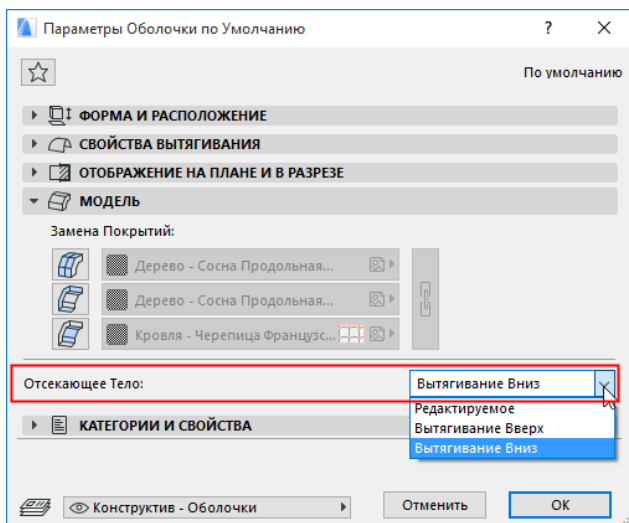 Параметры Оболочки по Умолчанию ?
По умолчанию
ФОРМА И РАСПОЛОЖЕНИЕ
СВОЙСТВА ВЫТЯГИВАНИЯ
ОТОБРАЖЕНИЕ НА ПЛАНЕ И В РАЗРЕЗЕ
МОДЕЛЬ
Замена Покрытий:
Дерево - Сосна Продольная...
Дерево - Сосна Продольная...
Кровля - Черепица Французс...
Отсекающее Тело: Вытягивание Вниз
Редактируемое
Вытягивание Вверх
Вытягивание Вниз
КАТЕГОРИИ И СВОЙСТВА
Конструктив - Оболочки Отменить OK